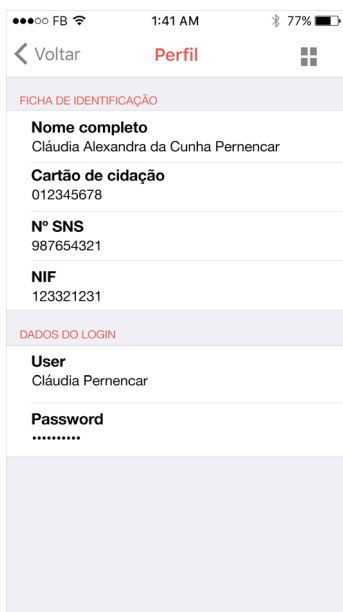 FB 1:41 AM 77%
Voltar Perfil
FICHA DE IDENTIFICAÇÃO
Nome completo
Cláudia Alexandra da Cunha Pernencar
Cartão de cidação
012345678
Nº SNS
987654321
NIF
123321231
DADOS DO LOGIN
User
Cláudia Pernencar
Password
••••••••••